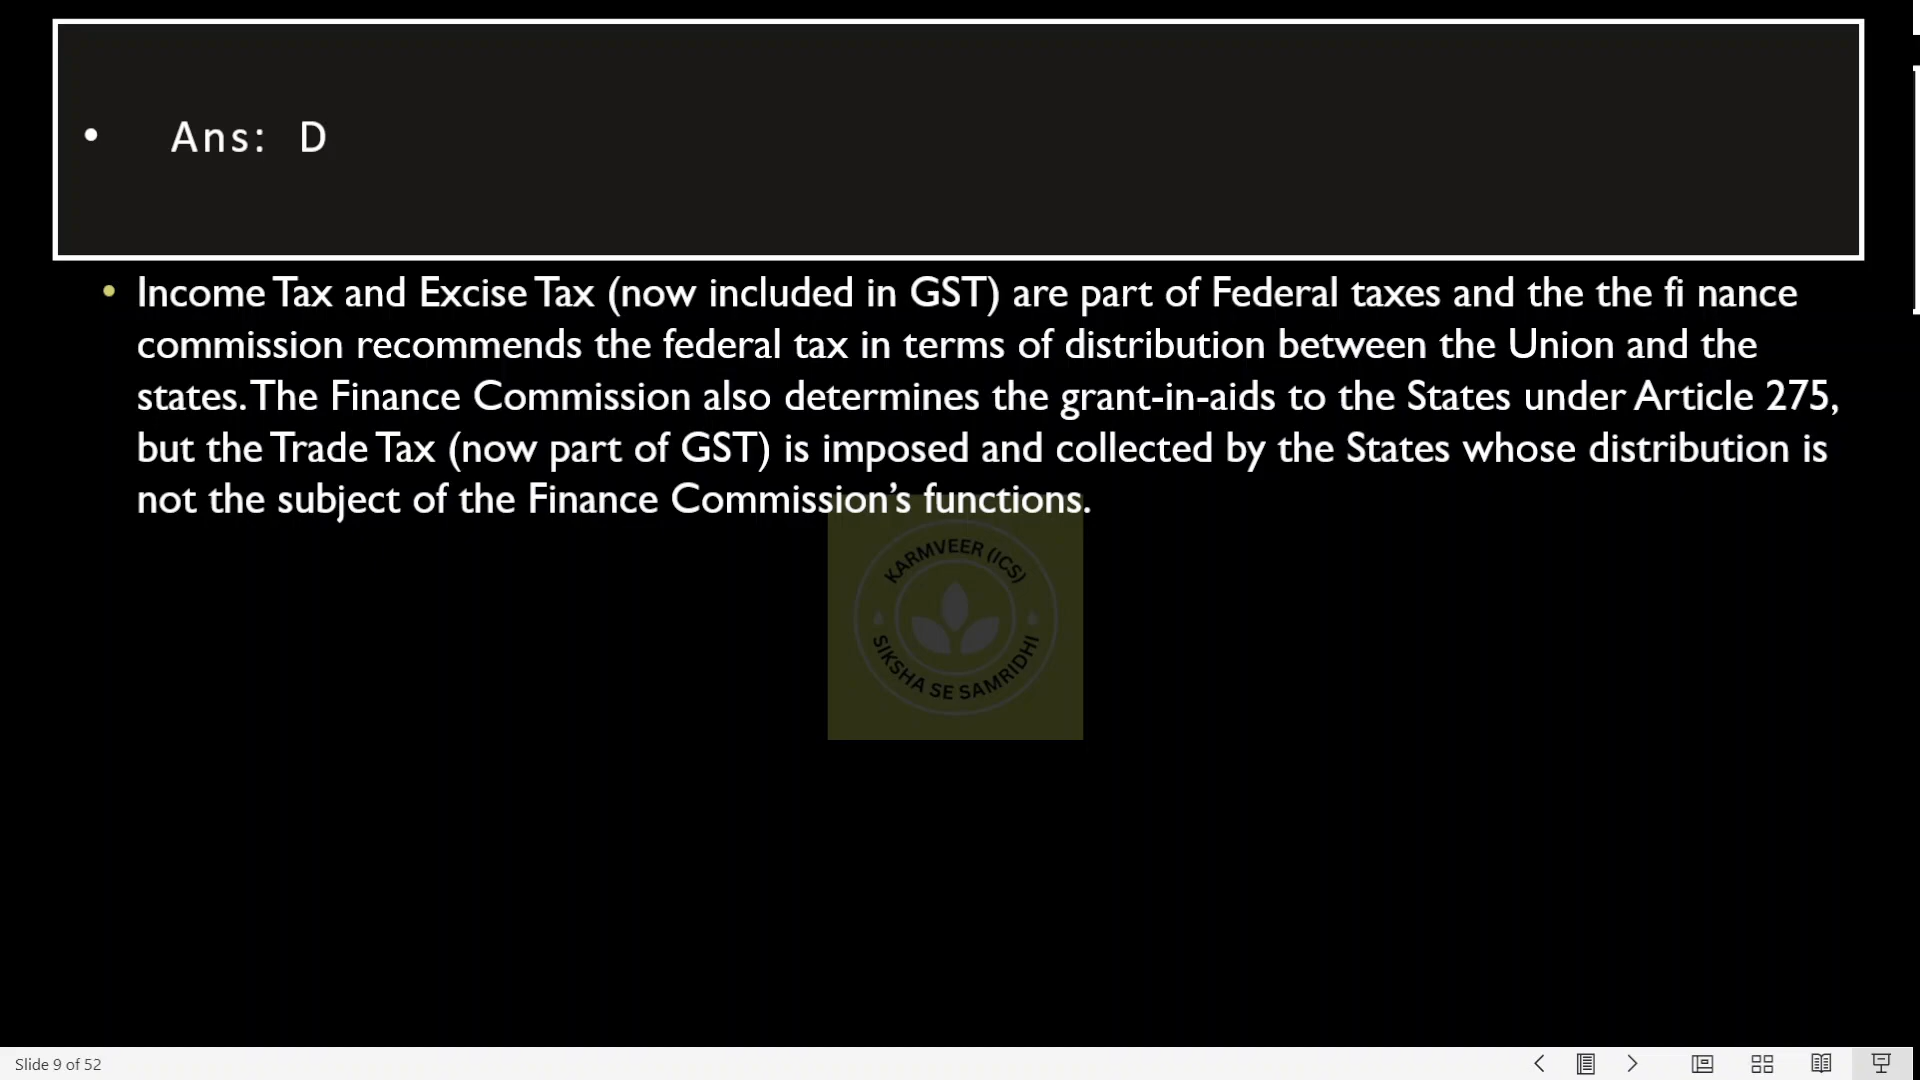 • Ans: D
• Income Tax and Excise Tax (now included in GST) are part of Federal taxes and the the fi nance
commission recommends the federal tax in terms of distribution between the Union and the
states. The Finance Commission also determines the grant-in-aids to the States under Article 275,
but the Trade Tax (now part of GST) is imposed and collected by the States whose distribution is
not the subject of the Finance Commission’s functions.
KARMVEER (ICS)
SIKSHA SE SAMRIDHI
Slide 9 of 52